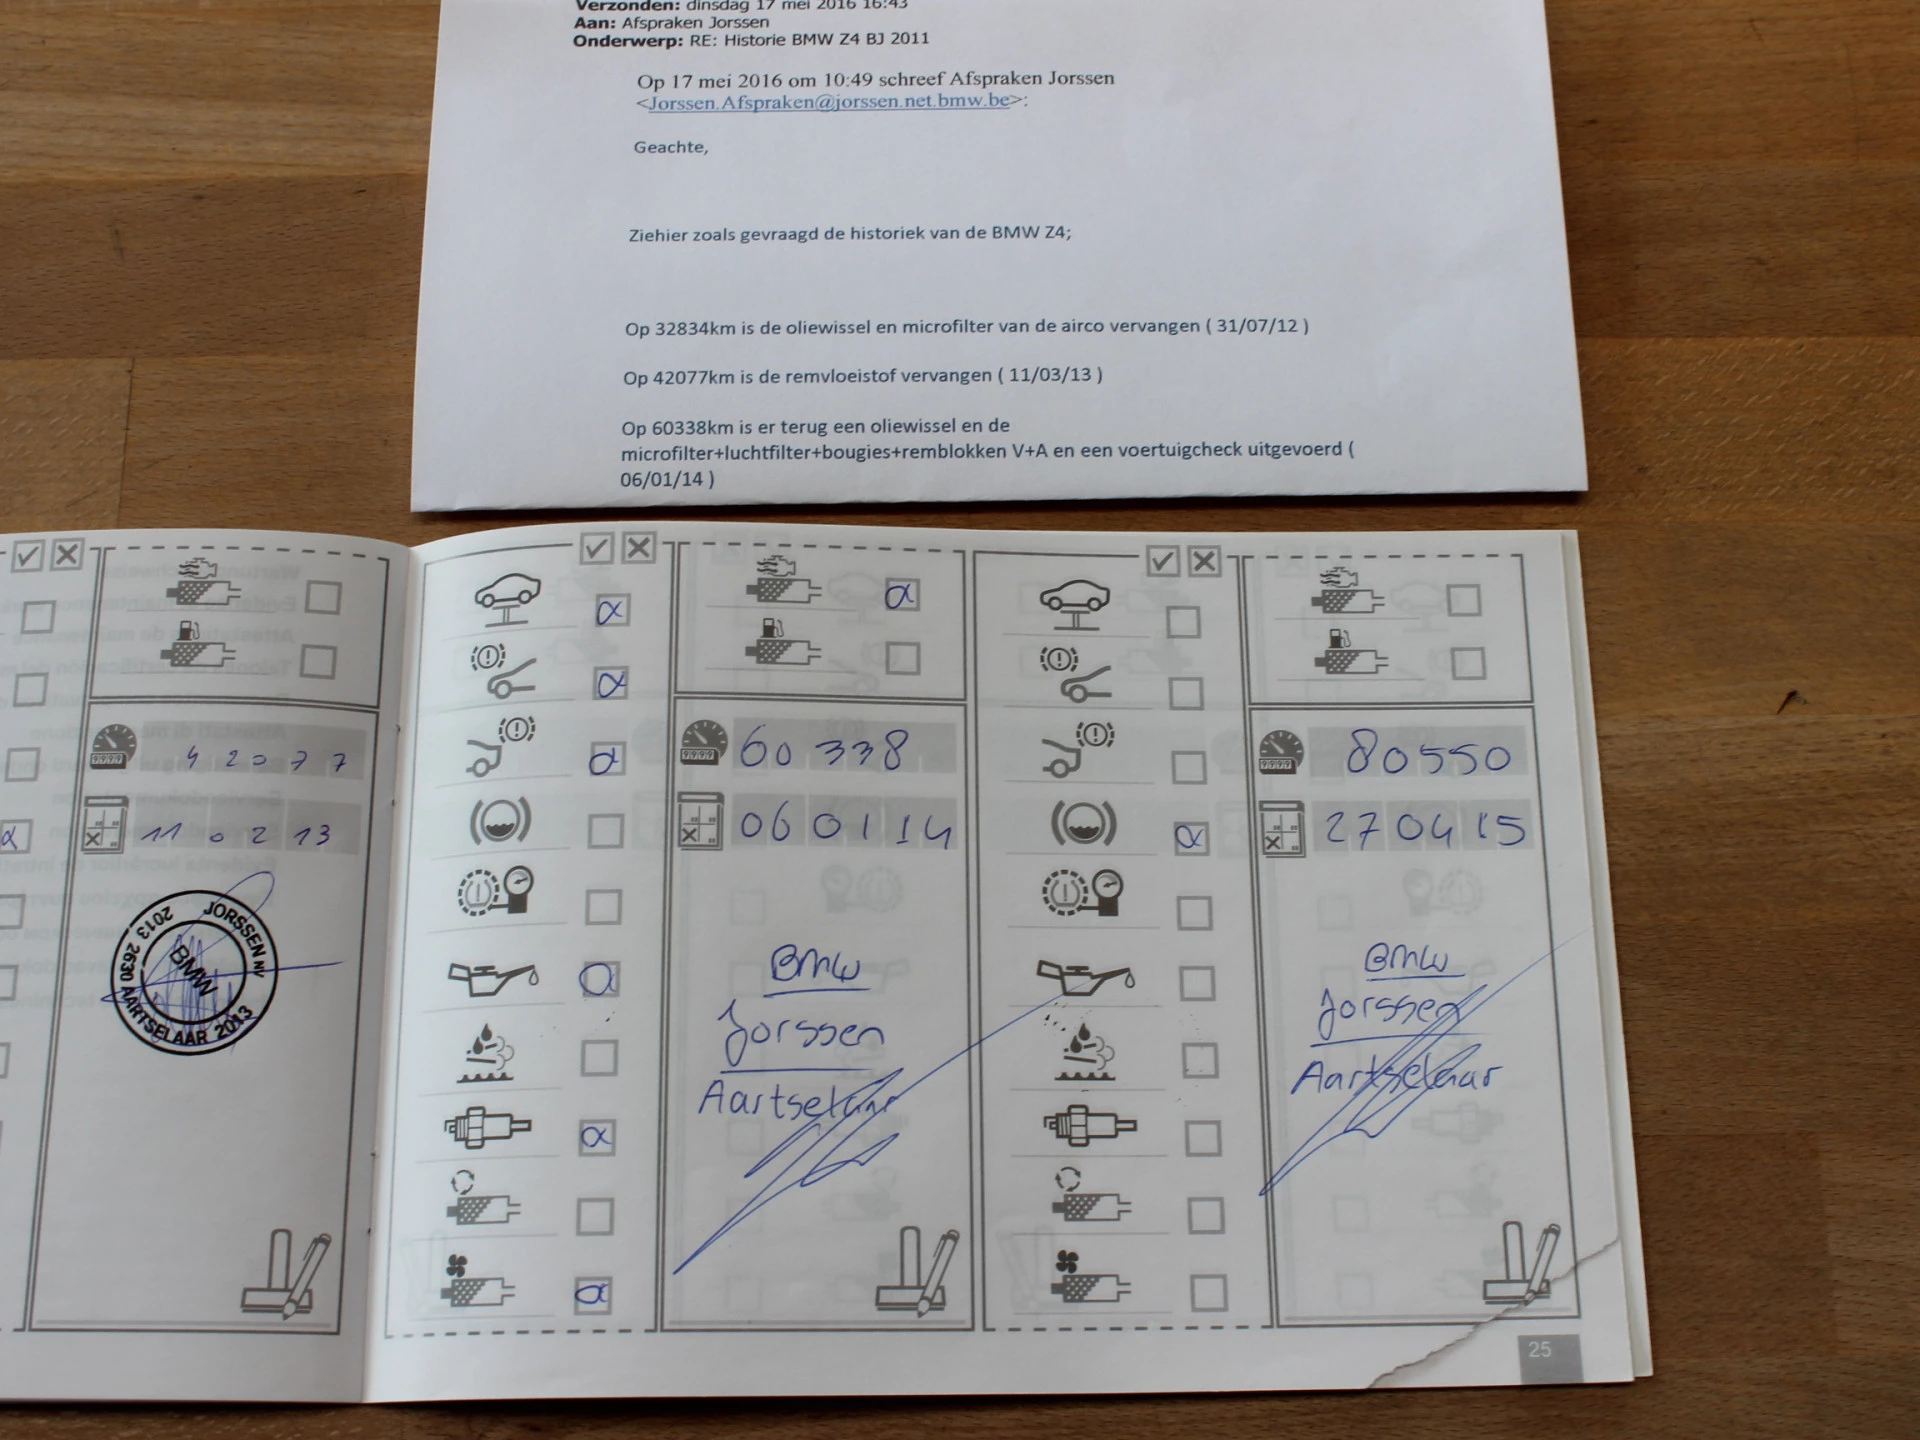 Verzonden: dinsdag 17 mei 2016 16:43
Aan: Afspraken Jorssen
Onderwerp: RE: Historie BMW Z4 BJ 2011
Op 17 mei 2016 om 10:49 schreef Afspraken Jorssen
<Jorssen.Afspraken@jorssen.net.bmw.be>:
Geachte,
Ziehier zoals gevraagd de historiek van de BMW Z4;
Op 32834km is de oliewissel en microfilter van de airco vervangen ( 31/07/12 )
Op 42077km is de remvloeistof vervangen ( 11/03/13 )
Op 60338km is er terug een oliewissel en de
microfilter+luchtfilter+bougies+remblokken V+A en een voertuigcheck uitgevoerd (
06/01/14 )
42077
11 02 13
JORSSEN NV
BMW
2013 2630 AARTSELAAR 2013
60338
060114
BMW
Jorssen
Aartselaar
80550
270415
BMW
Jorssen
Aartselaar
25